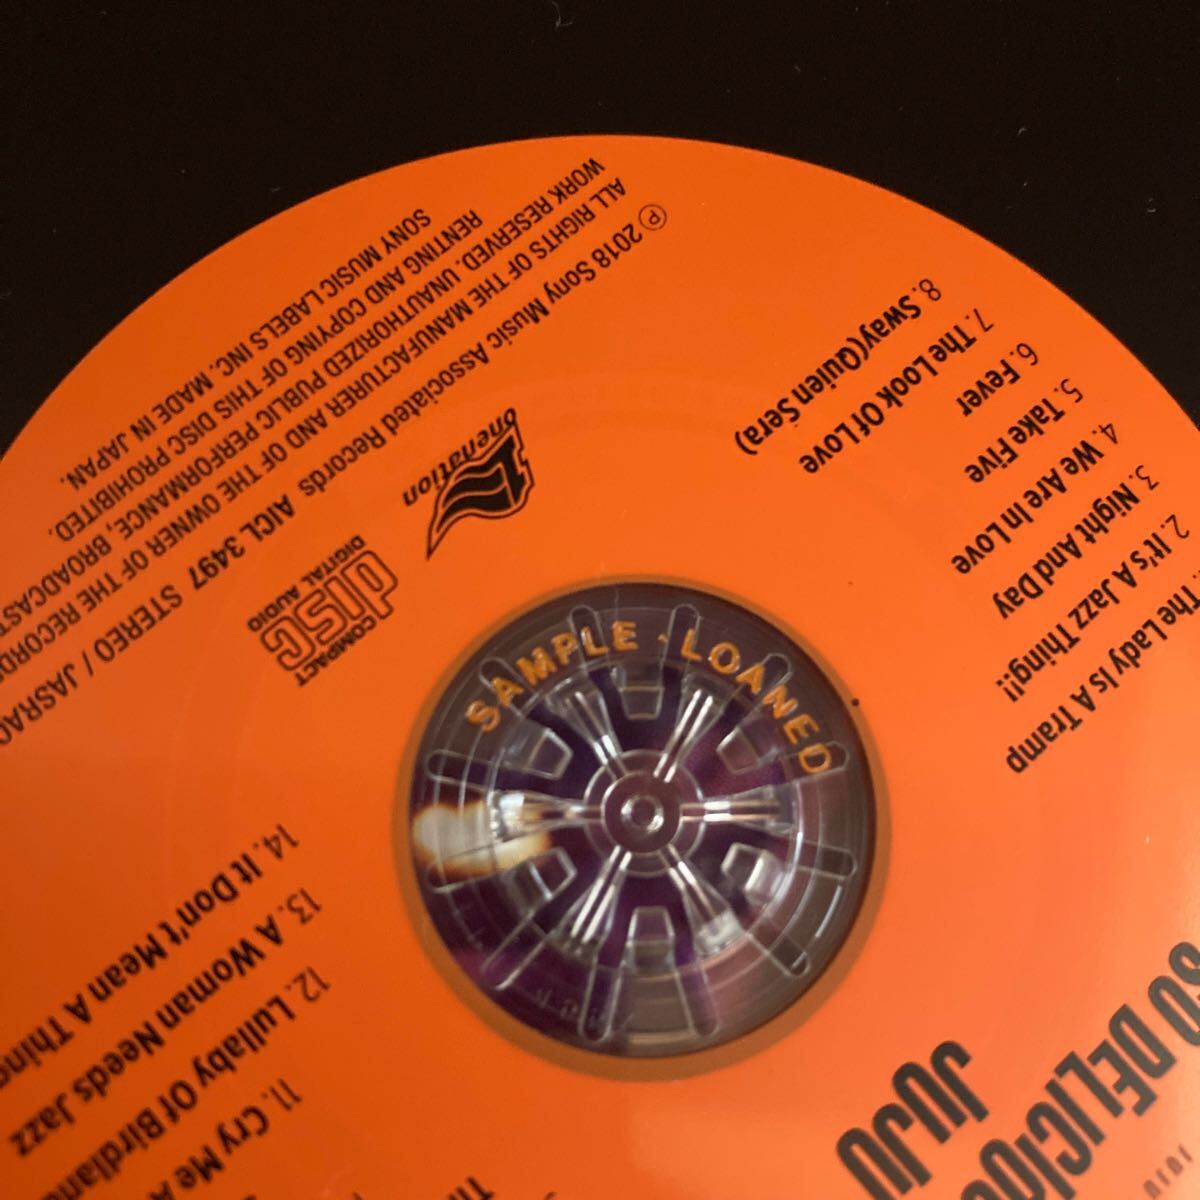 SO DELICIO
JUJU
The Lady Is A Tramp
2. It's A Jazz Thing!!
3. Night And Day
4. We Are In Love
5. Take Five
6. Fever
7. The Look Of Love
8. Sway(Quien Sera)
11. Cry Me A
12. Lullaby Of Birdland
13. A Woman Needs Jazz
14. It Don"t Mean A Thing
onenation
COMPACT
disc
DIGITAL AUDIO
℗ 2018 Sony Music Associated Records AICL 3497 STEREO / JASRAC
ALL RIGHTS OF THE MANUFACTURER AND OF THE OWNER OF THE RECORD
WORK RESERVED. UNAUTHORIZED PUBLIC PERFORMANCE, BROADCAST
RENTING AND COPYING OF THIS DISC PROHIBITED.
SONY MUSIC LABELS INC. MADE IN JAPAN.
SAMPLE · LOANED